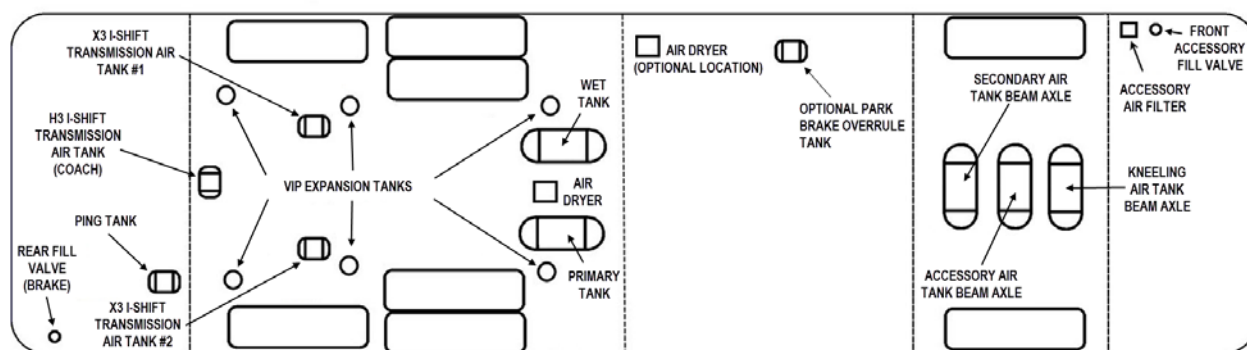 X3 I-SHIFT
TRANSMISSION AIR
TANK #1
H3 I-SHIFT
TRANSMISSION
AIR TANK
(COACH)
PING TANK
REAR FILL
VALVE
(BRAKE)
X3 I-SHIFT
TRANSMISSION
AIR TANK #2
VIP EXPANSION TANKS
WET
TANK
AIR
DRYER
PRIMARY
TANK
AIR DRYER
(OPTIONAL LOCATION)
OPTIONAL PARK
BRAKE OVERRULE
TANK
SECONDARY AIR
TANK BEAM AXLE
ACCESSORY AIR
TANK BEAM AXLE
FRONT
ACCESSORY
FILL VALVE
ACCESSORY
AIR FILTER
KNEELING
AIR TANK
BEAM AXLE